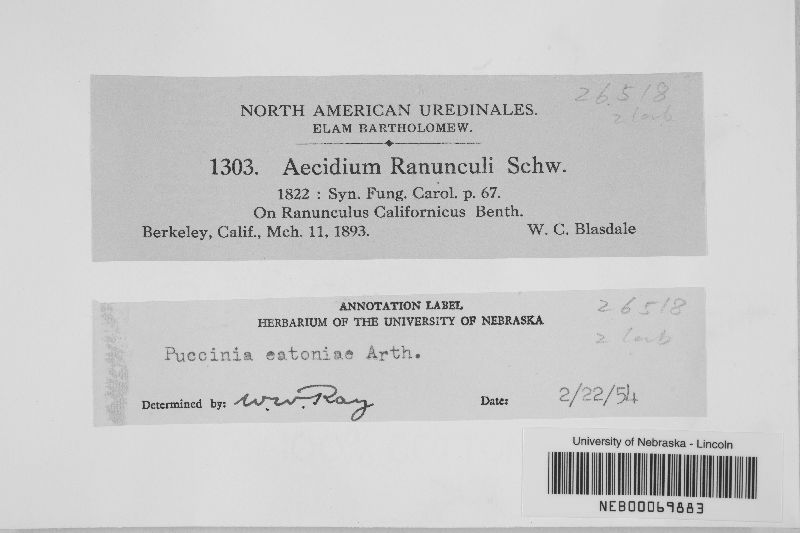 26518
NORTH AMERICAN UREDINALES.
ELAM BARTHOLOMEW.
1303. Aecidium Ranunculi Schw.
1822 : Syn. Fung. Carol. p. 67.
On Ranunculus Californicus Benth.
Berkeley, Calif., Mch. 11, 1893. W. C. Blasdale
ANNOTATION LABEL
HERBARIUM OF THE UNIVERSITY OF NEBRASKA
26518
Puccinia eatoniae Arth.
Determined by: W.W. Ray Date: 2/22/54
University of Nebraska - Lincoln
NEB00069883